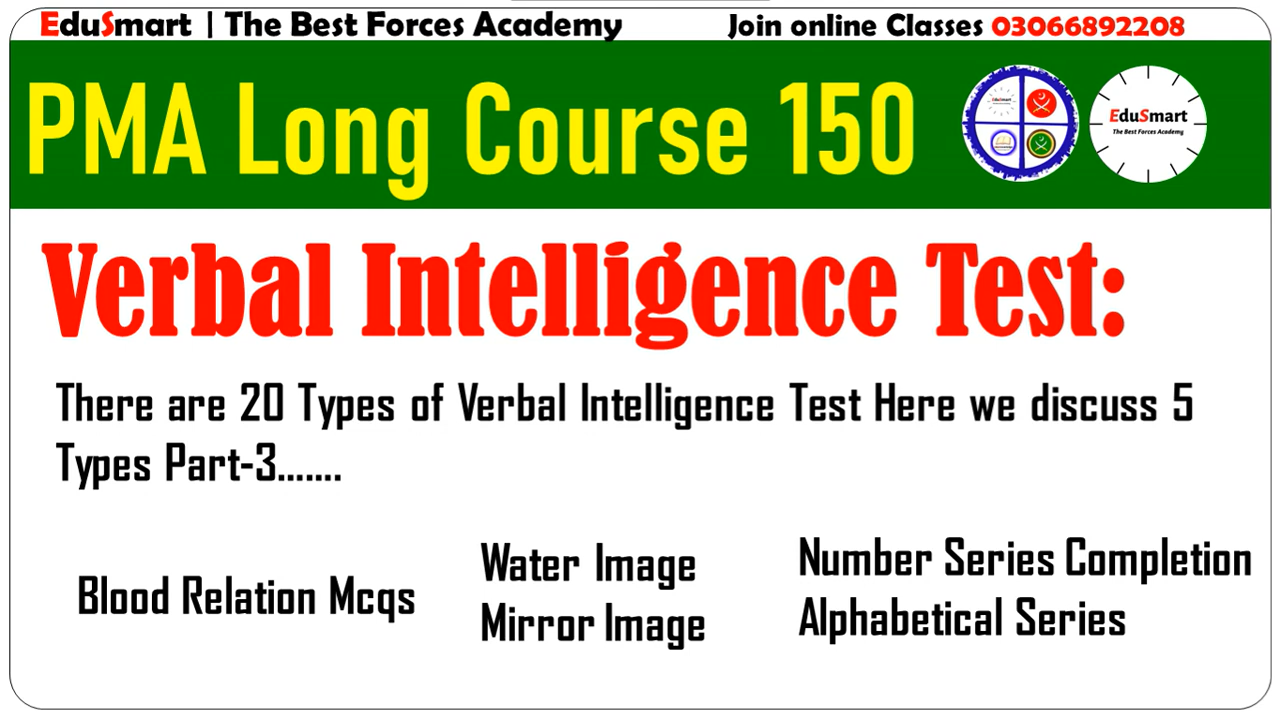 EduSmart | The Best Forces Academy
Join online Classes 03066892208
PMA Long Course 150
EduSmart
EduSmart
The Best Forces Academy
Verbal Intelligence Test:
There are 20 Types of Verbal Intelligence Test Here we discuss 5
Types Part-3.......
Blood Relation Mcqs
Water Image
Mirror Image
Number Series Completion
Alphabetical Series